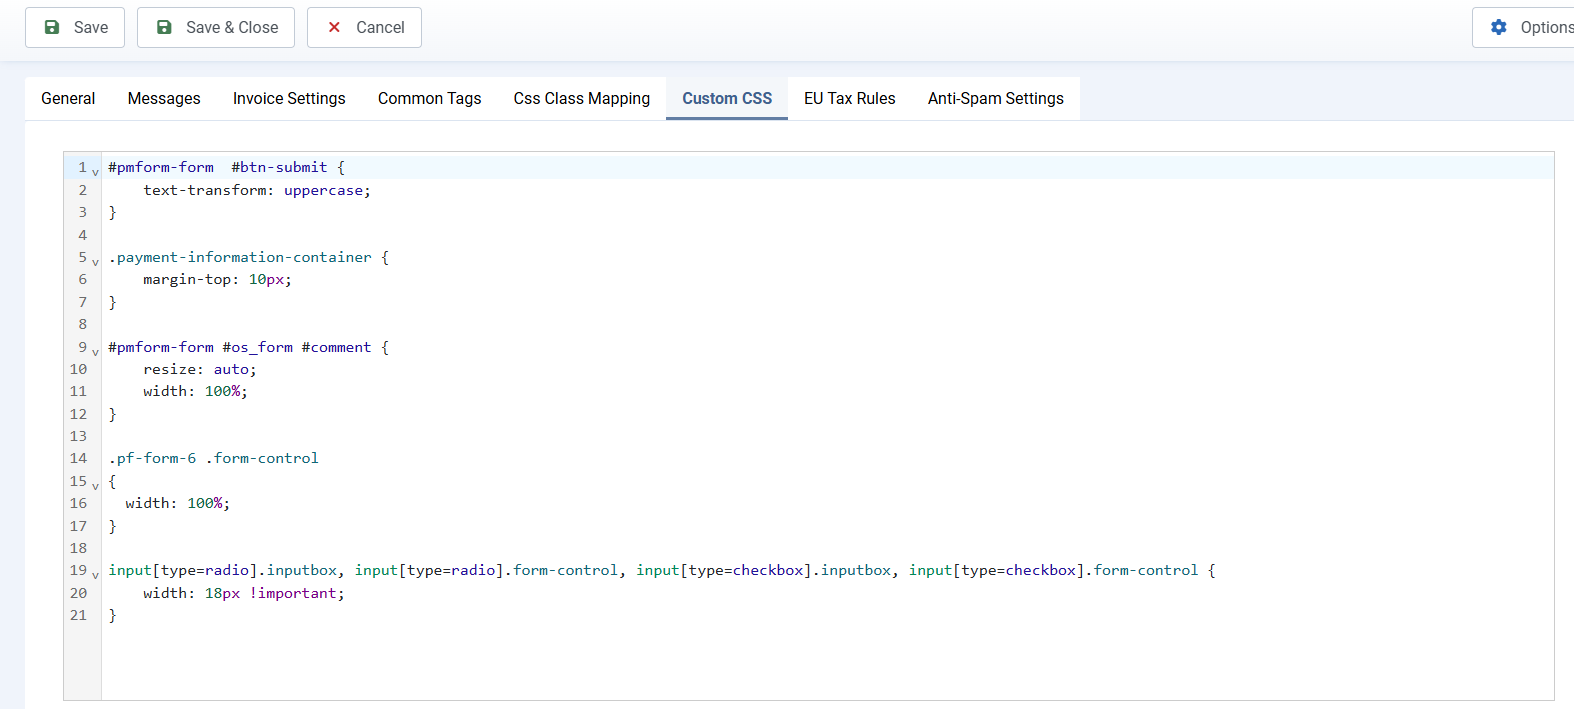 Save
Save & Close
Cancel
Options
General
Messages
Invoice Settings
Common Tags
Css Class Mapping
Custom CSS
EU Tax Rules
Anti-Spam Settings
1 #pmform-form  #btn-submit {
2     text-transform: uppercase;
3 }
4
5 .payment-information-container {
6     margin-top: 10px;
7 }
8
9 #pmform-form #os_form #comment {
10     resize: auto;
11     width: 100%;
12 }
13
14 .pf-form-6 .form-control
15 {
16   width: 100%;
17 }
18
19 input[type=radio].inputbox, input[type=radio].form-control, input[type=checkbox].inputbox, input[type=checkbox].form-control {
20     width: 18px !important;
21 }